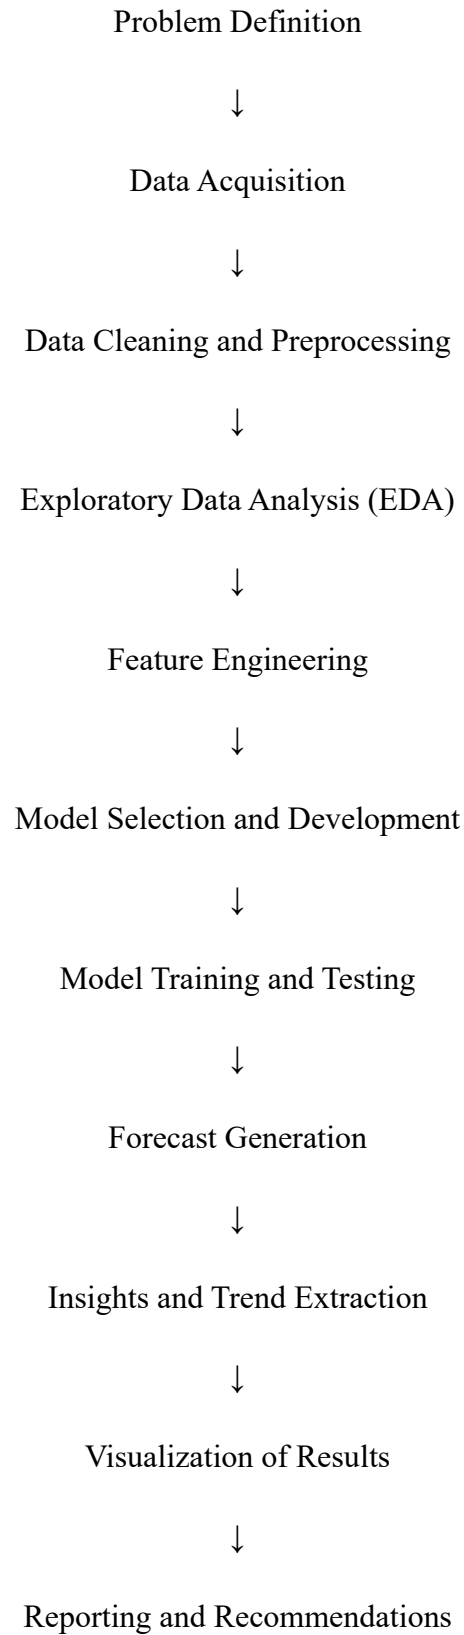 Problem Definition
↓
Data Acquisition
↓
Data Cleaning and Preprocessing
↓
Exploratory Data Analysis (EDA)
↓
Feature Engineering
↓
Model Selection and Development
↓
Model Training and Testing
↓
Forecast Generation
↓
Insights and Trend Extraction
↓
Visualization of Results
↓
Reporting and Recommendations